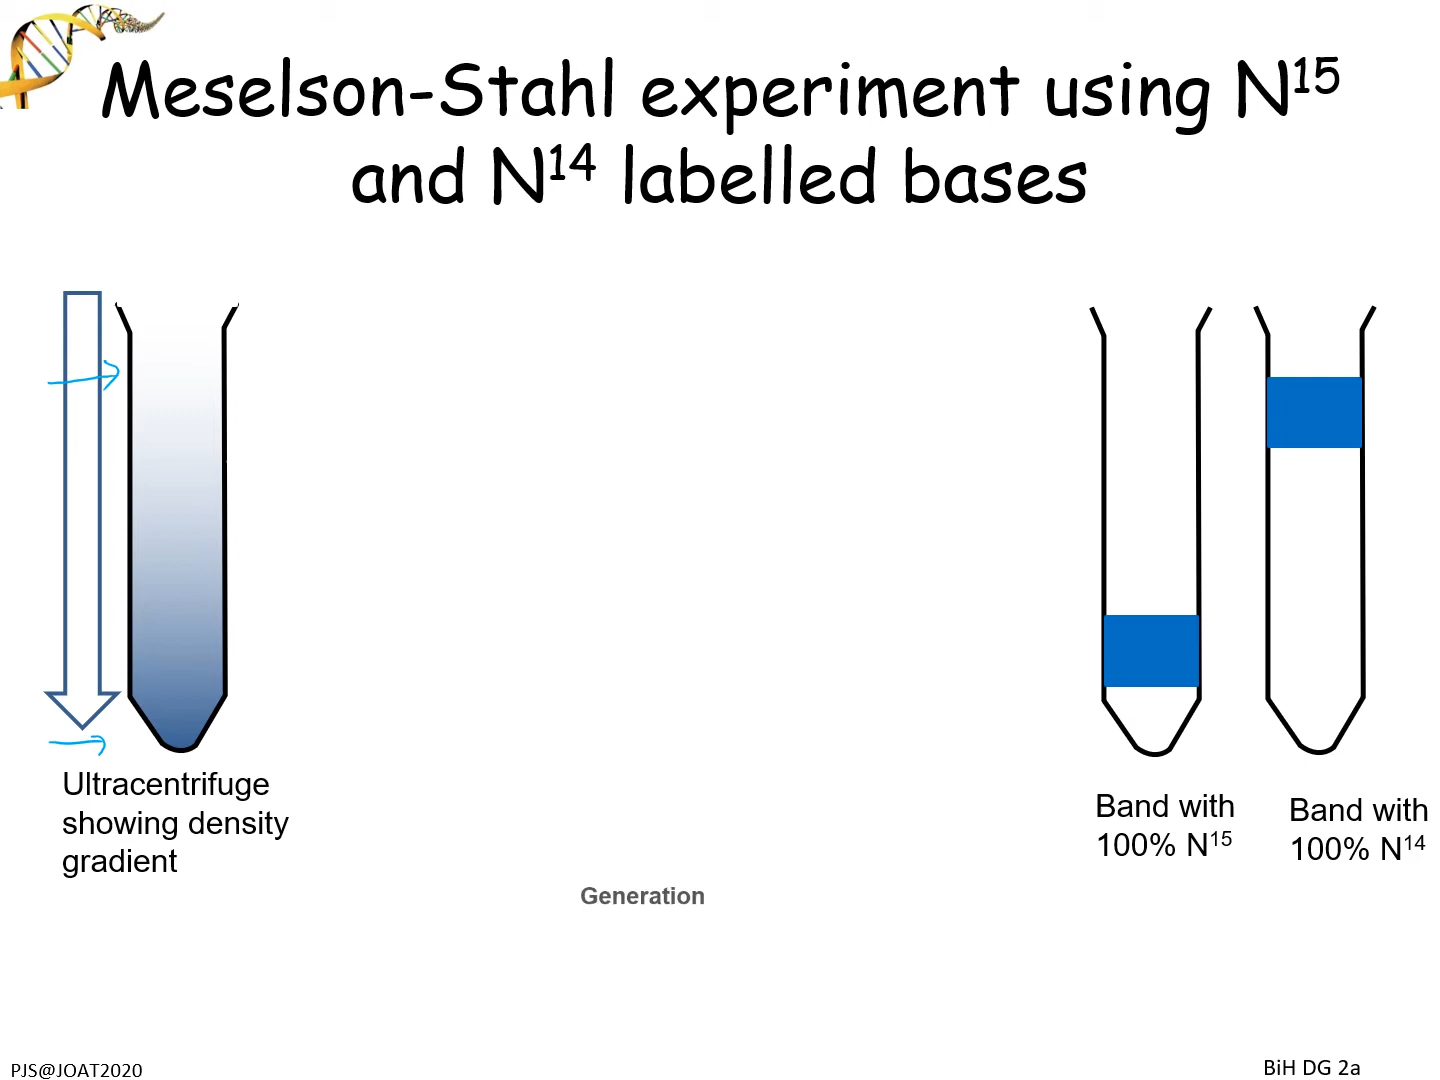 Meselson-Stahl experiment using N¹⁵
and N¹⁴ labelled bases
Ultracentrifuge
showing density
gradient
Band with
100% N¹⁵
Band with
100% N¹⁴
Generation
PJS@JOAT2020
BiH DG 2a